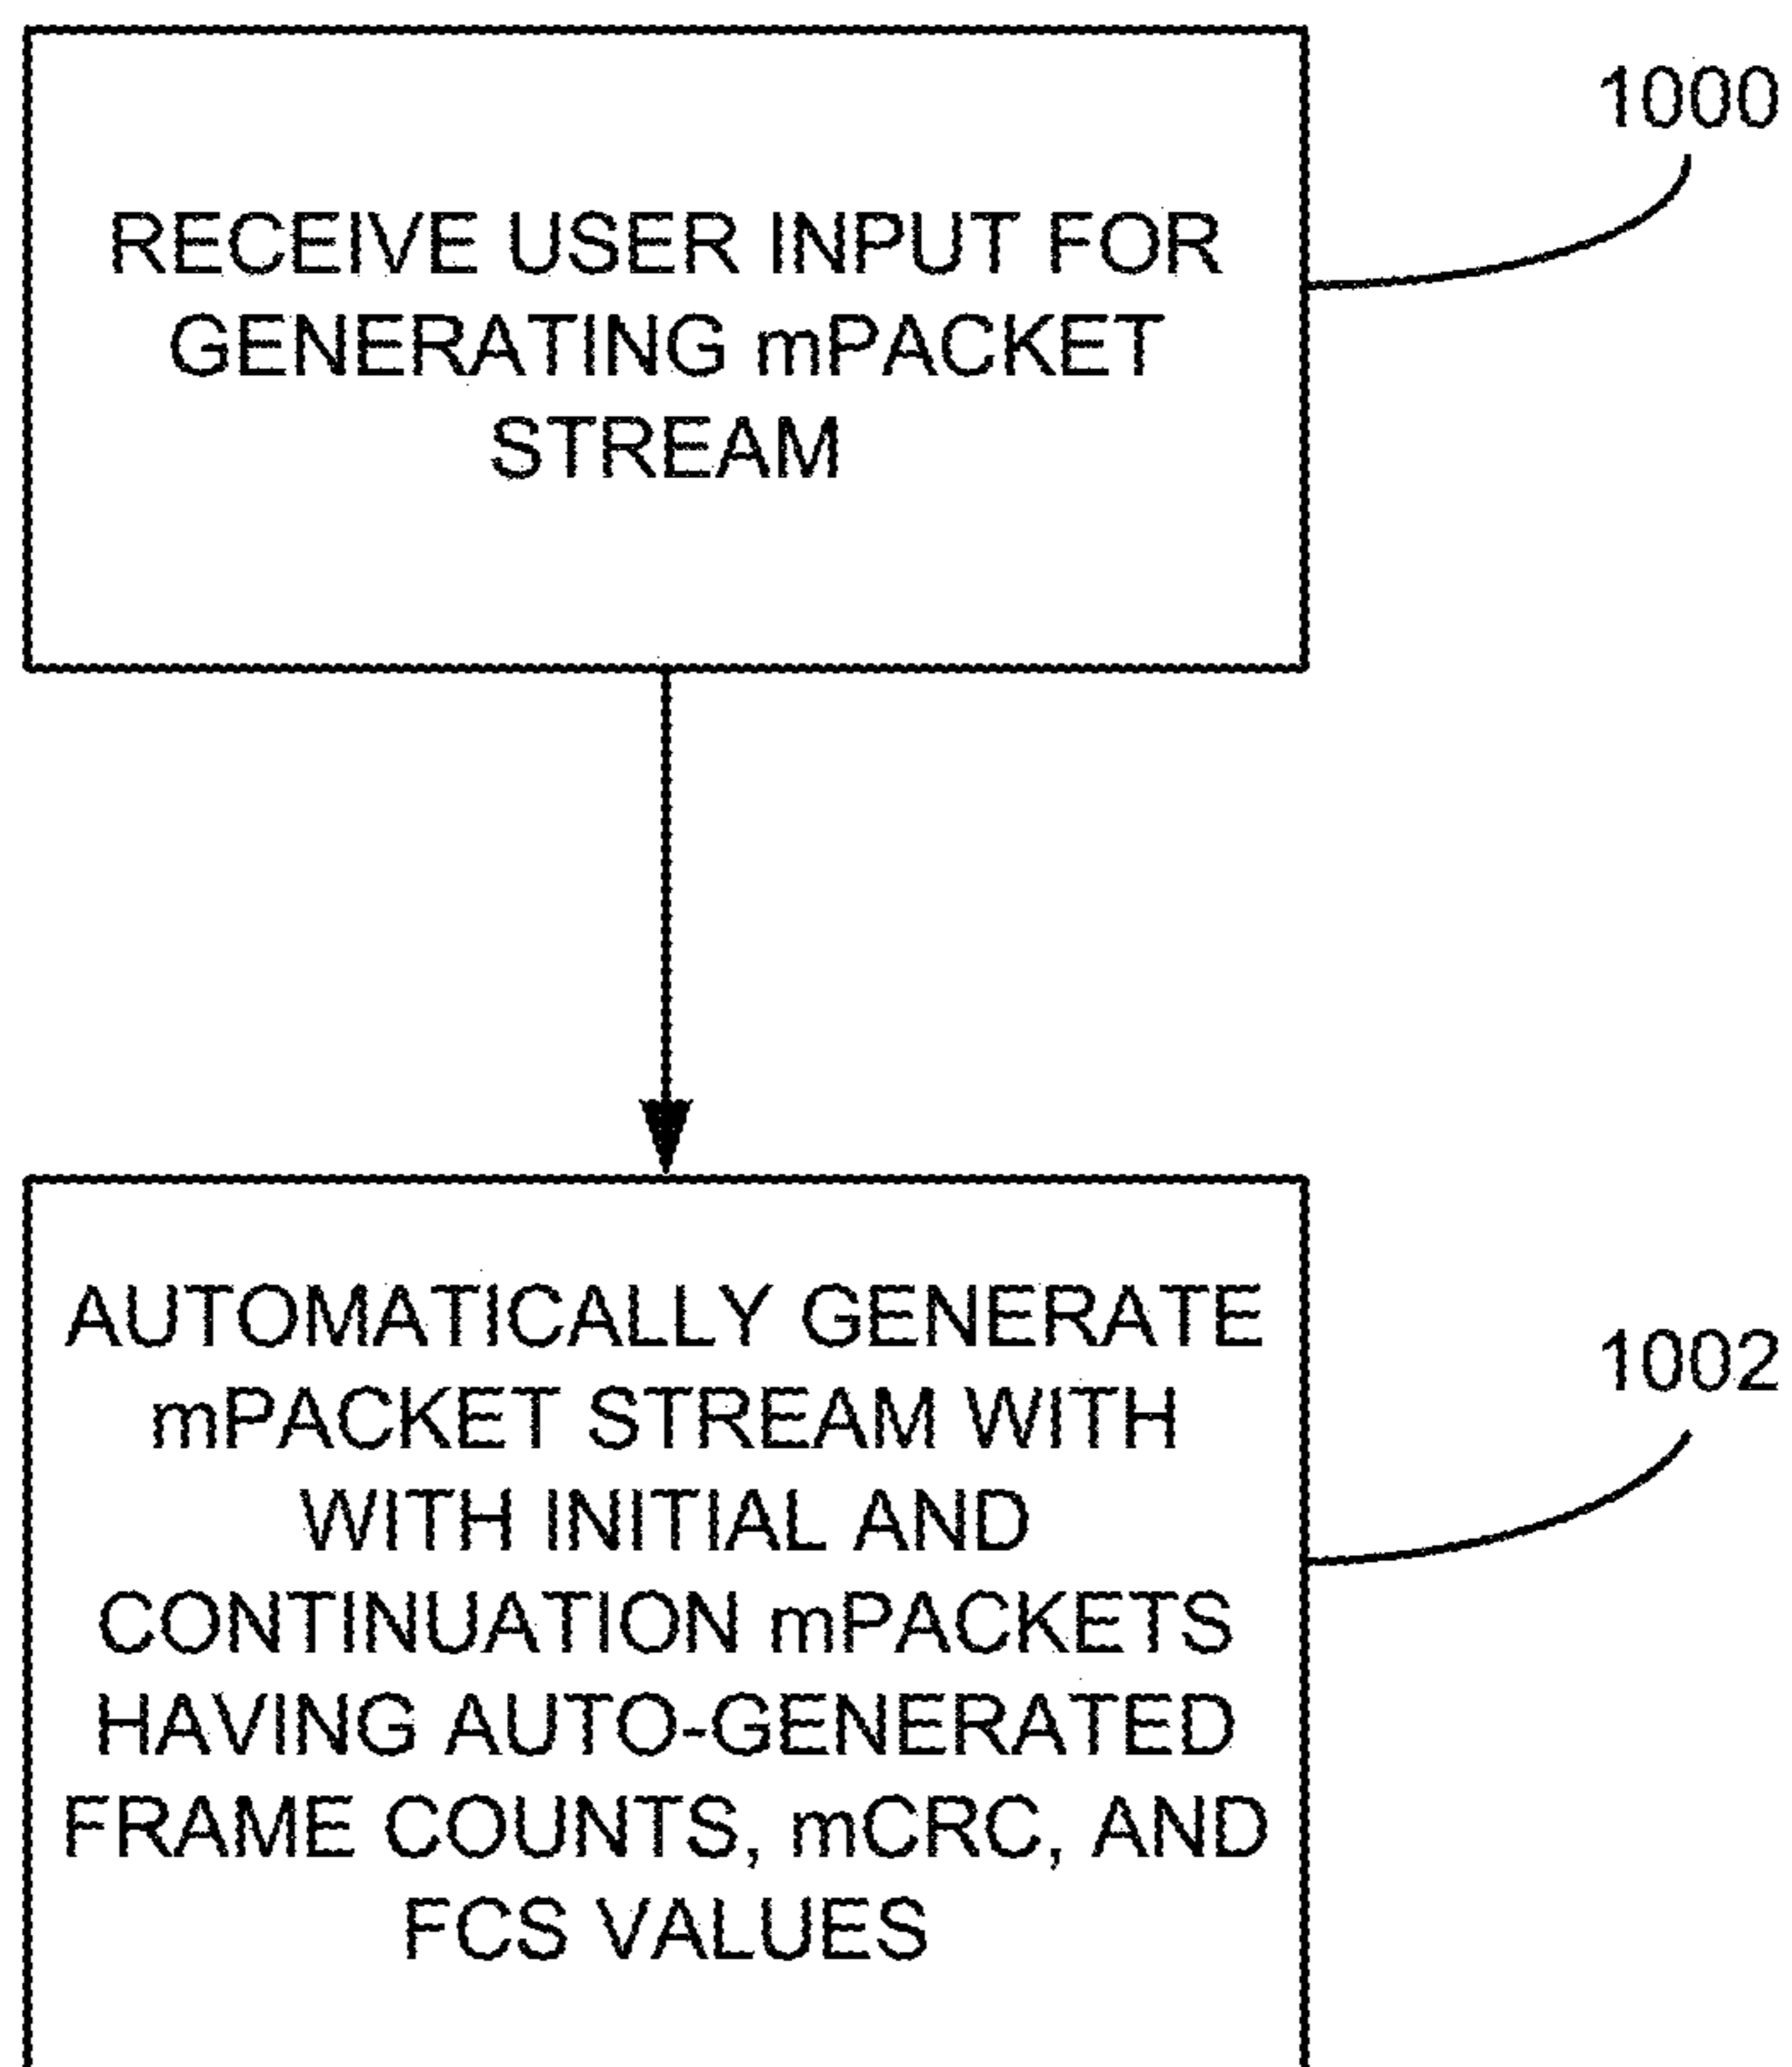 1000
RECEIVE USER INPUT FOR
GENERATING mPACKET
STREAM
AUTOMATICALLY GENERATE
mPACKET STREAM WITH
WITH INITIAL AND
CONTINUATION mPACKETS
HAVING AUTO-GENERATED
FRAME COUNTS, mCRC, AND
FCS VALUES
1002